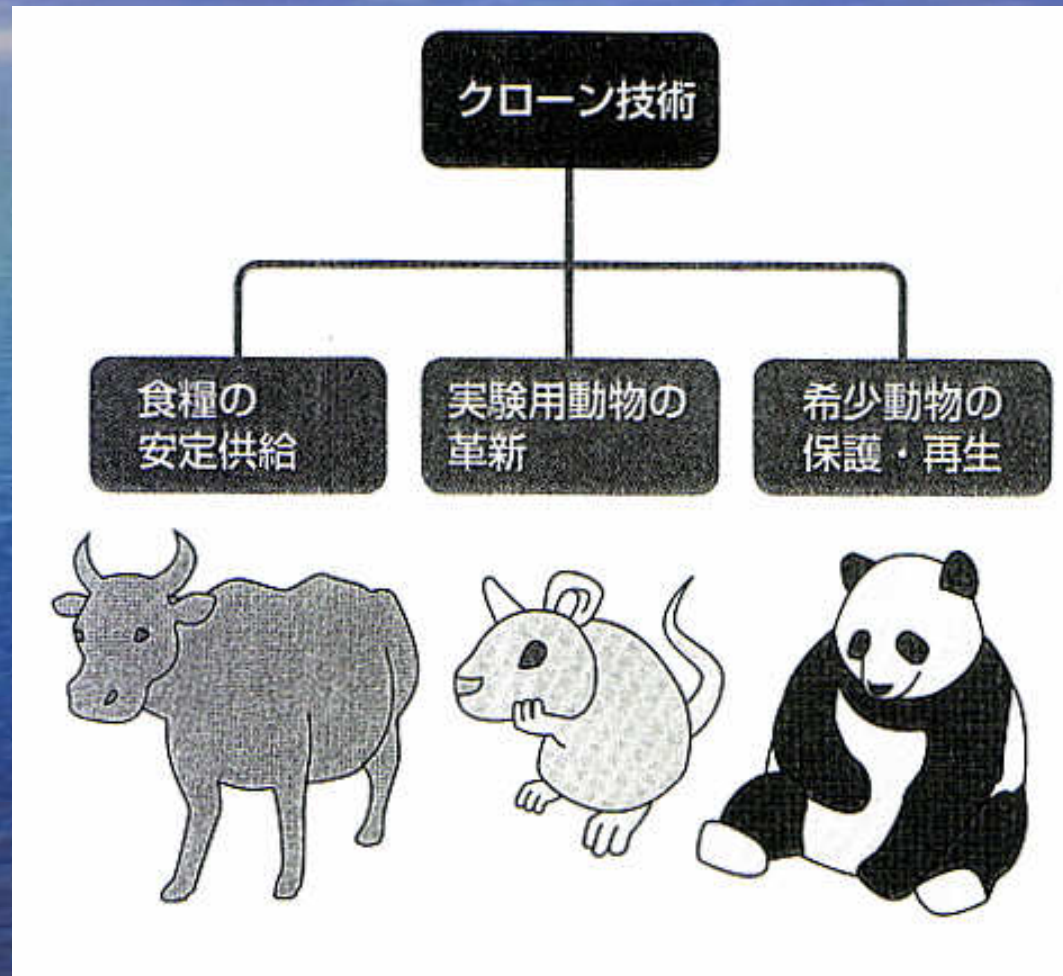 クローン技術
食糧の
安定供給
実験用動物の
革新
希少動物の
保護・再生